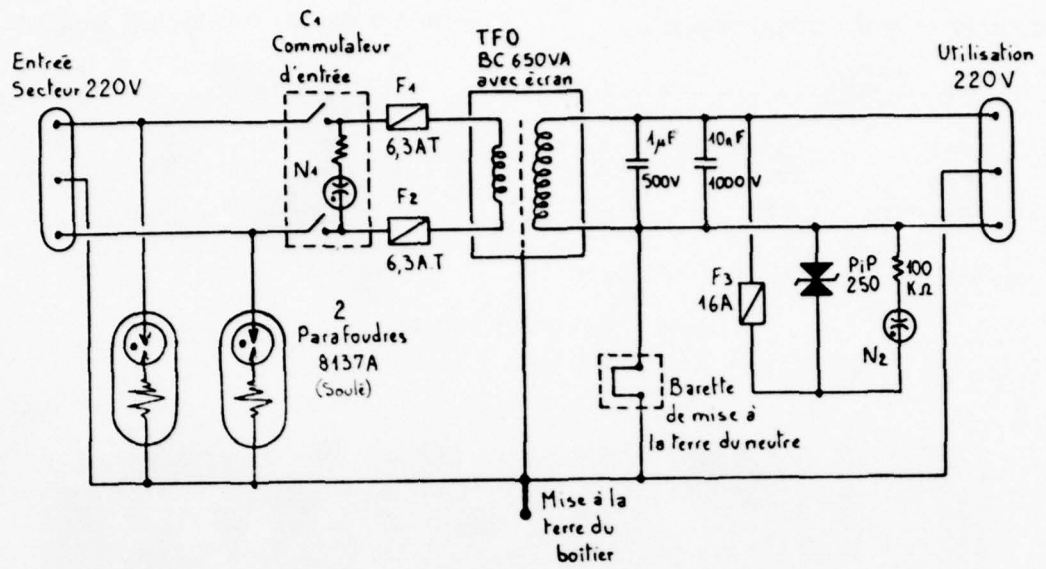 Entrée
Secteur 220V
C1
Commutateur
d'entrée
N1
F1
6,3AT
F2
6,3A.T
TFO
BC 650VA
avec écran
1µF
500V
10nF
1000V
Utilisation
220V
F3
16A
PiP
250
100
KΩ
N2
2
Parafoudres
8137A
(Soulé)
Barette
de mise à
la terre du neutre
Mise à la
terre du
boîtier